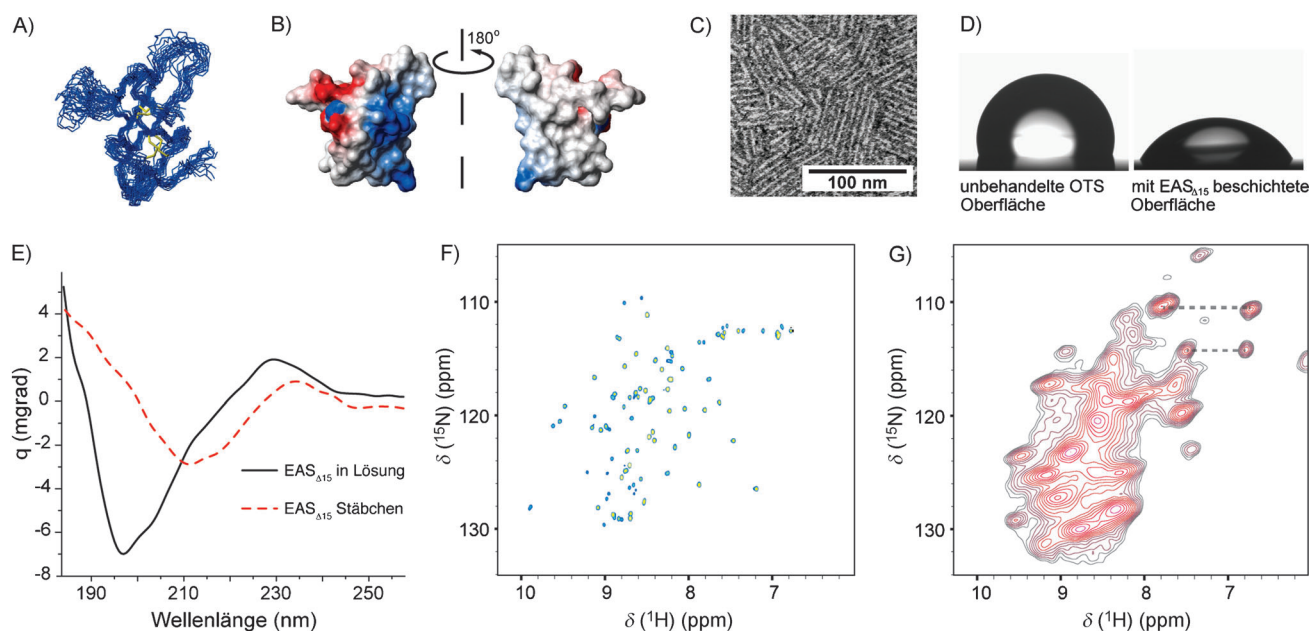 A)
B)
180°
C)
100 nm
D)
unbehandelte OTS
Oberfläche
mit EAS△15 beschichtete
Oberfläche
E)
4
2
0
-2
-4
-6
-8
190
210
230
250
q (mgrad)
Wellenlänge (nm)
EAS△15 in Lösung
EAS△15 Stäbchen
F)
110
120
130
10
9
8
7
δ (¹⁵N) (ppm)
δ (¹H) (ppm)
G)
110
120
130
10
9
8
7
δ (¹⁵N) (ppm)
δ (¹H) (ppm)